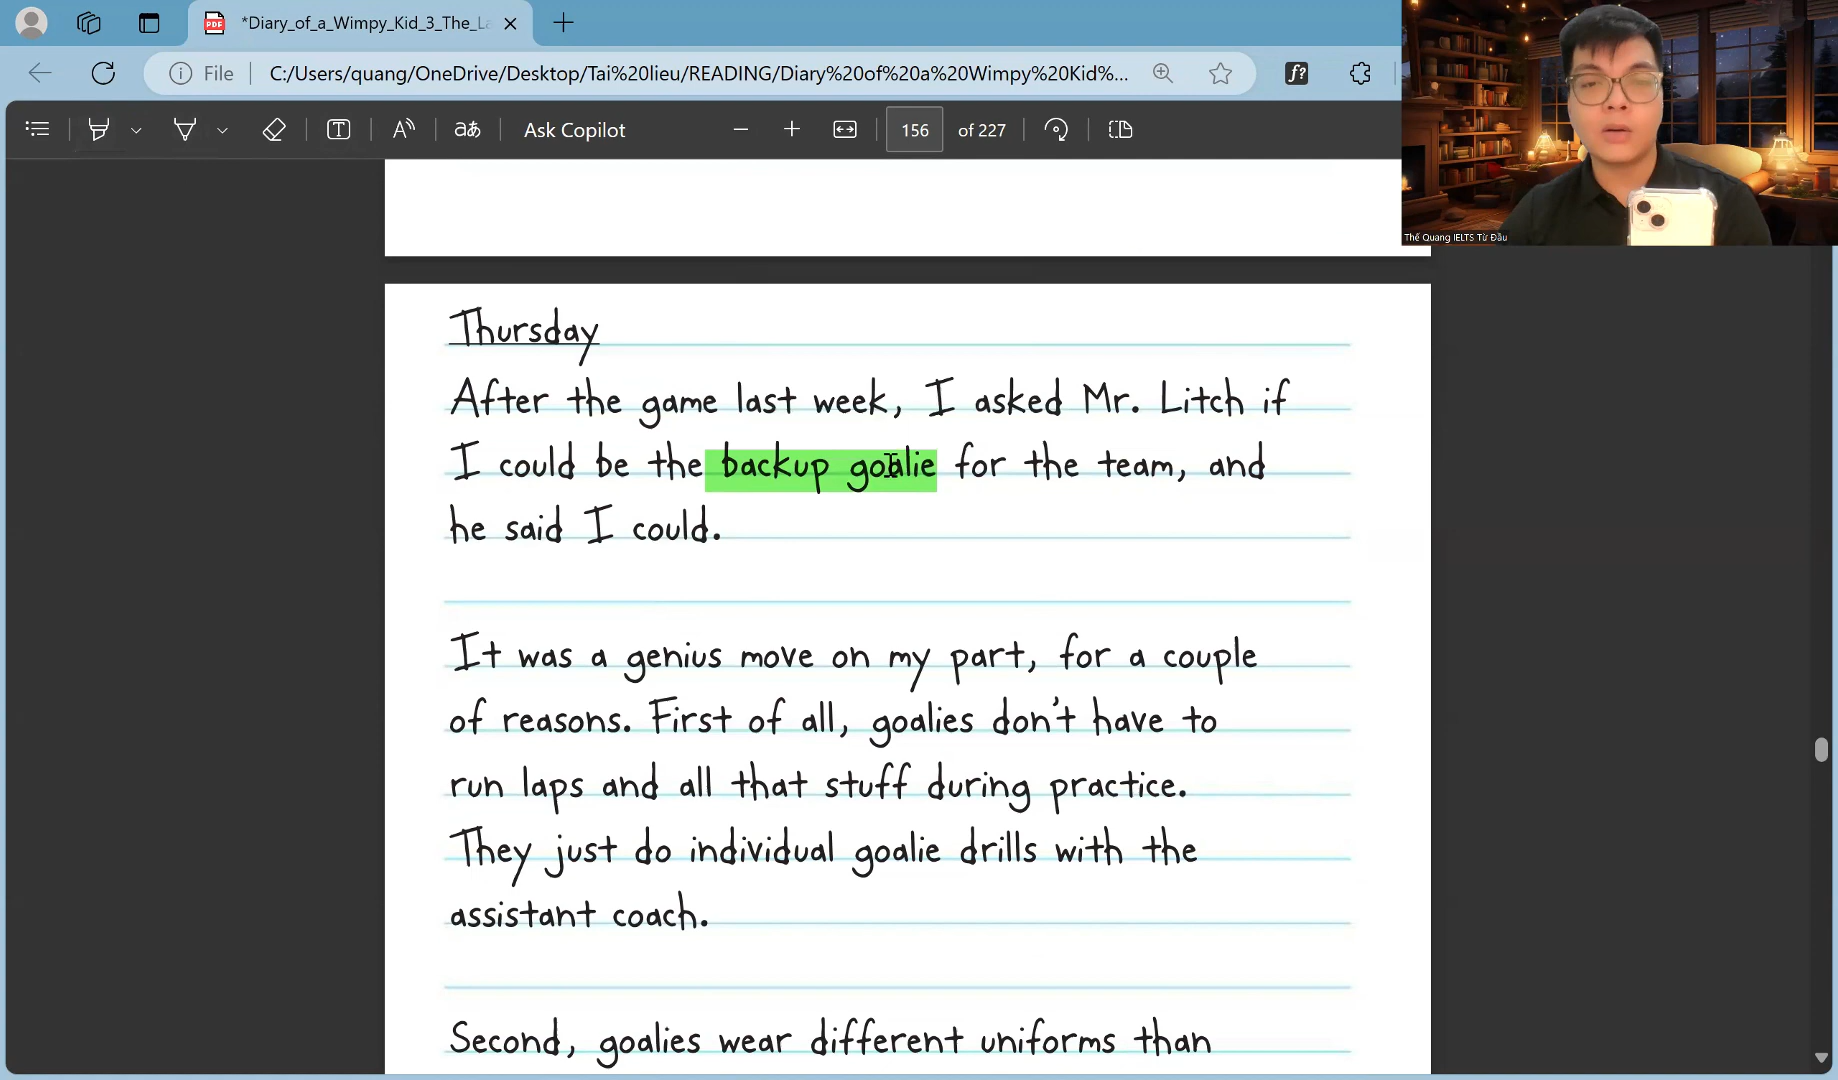 *Diary_of_a_Wimpy_Kid_3_The_La
File
C:/Users/quang/OneDrive/Desktop/Tai%20lieu/READING/Diary%20of%20a%20Wimpy%20Kid%...
Ask Copilot
156 of 227
Thế Quang IELTS Từ Đầu
Thursday
After the game last week, I asked Mr. Litch if
I could be the backup goalie for the team, and
he said I could.
It was a genius move on my part, for a couple
of reasons. First of all, goalies don't have to
run laps and all that stuff during practice.
They just do individual goalie drills with the
assistant coach.
Second, goalies wear different uniforms than